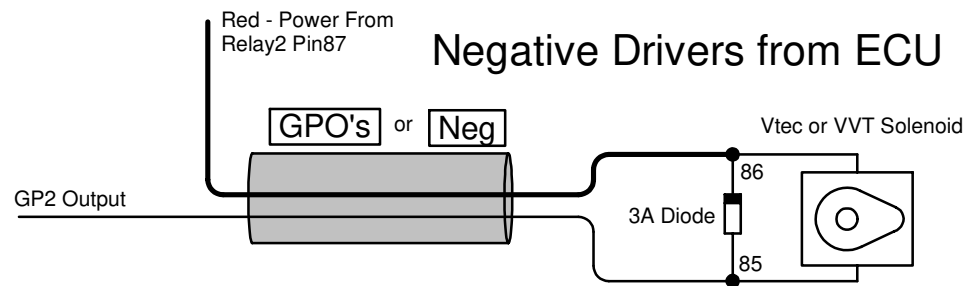 Red - Power From
Relay2 Pin87
Negative Drivers from ECU
GPO's or Neg
Vtec or VVT Solenoid
86
GP2 Output
3A Diode
85